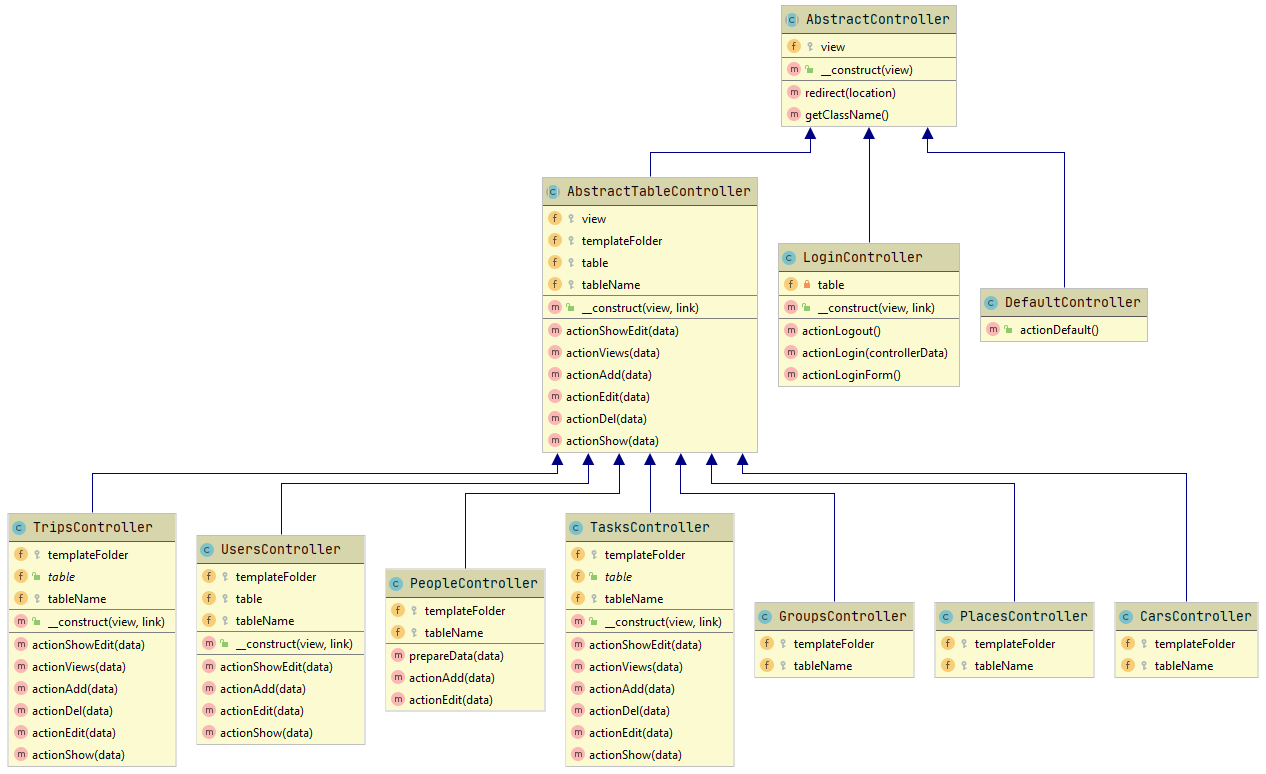 AbstractController
view
__construct(view)
redirect(location)
getClassName()
AbstractTableController
view
templateFolder
table
tableName
__construct(view, link)
actionShowEdit(data)
actionViews(data)
actionAdd(data)
actionEdit(data)
actionDel(data)
actionShow(data)
LoginController
table
__construct(view, link)
actionLogout()
actionLogin(controllerData)
actionLoginForm()
DefaultController
actionDefault()
TripsController
templateFolder
table
tableName
__construct(view, link)
actionShowEdit(data)
actionViews(data)
actionAdd(data)
actionDel(data)
actionEdit(data)
actionShow(data)
UsersController
templateFolder
table
tableName
__construct(view, link)
actionShowEdit(data)
actionAdd(data)
actionEdit(data)
actionShow(data)
PeopleController
templateFolder
tableName
prepareData(data)
actionAdd(data)
actionEdit(data)
TasksController
templateFolder
table
tableName
__construct(view, link)
actionShowEdit(data)
actionViews(data)
actionAdd(data)
actionDel(data)
actionEdit(data)
actionShow(data)
GroupsController
templateFolder
tableName
PlacesController
templateFolder
tableName
CarsController
templateFolder
tableName